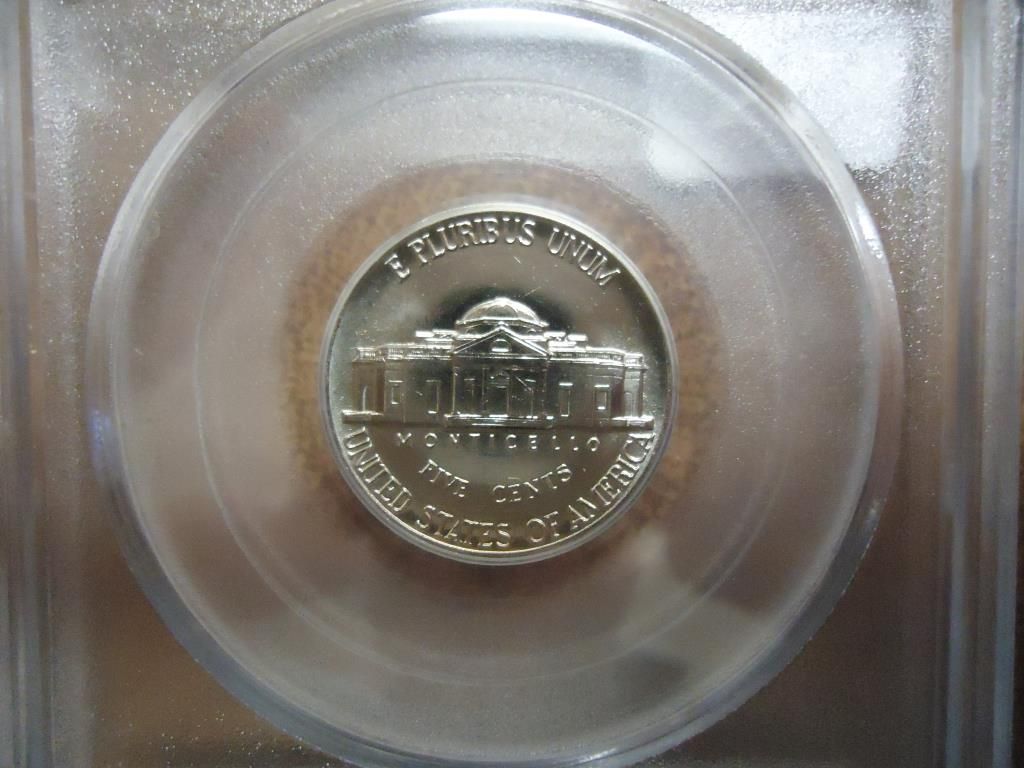 E PLURIBUS UNUM
MONTICELLO
FIVE CENTS
UNITED STATES OF AMERICA